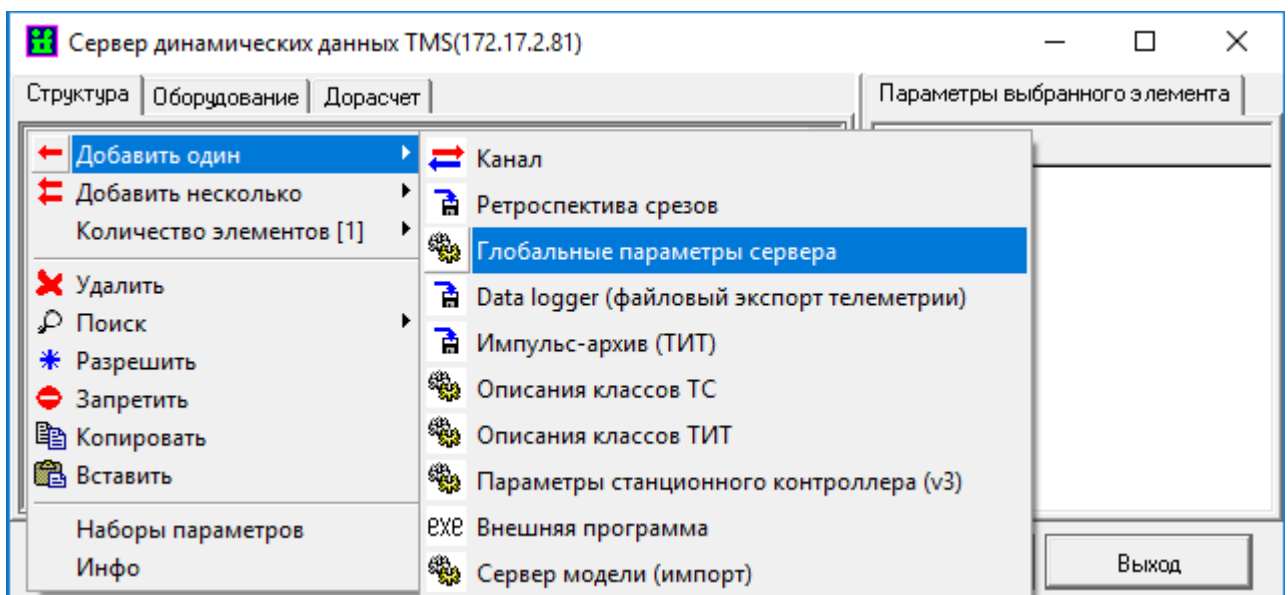 Сервер динамических данных TMS(172.17.2.81)
Структура Оборудование Дорасчет Параметры выбранного элемента
Добавить один
Добавить несколько
Количество элементов [1]
Удалить
Поиск
Разрешить
Запретить
Копировать
Вставить
Наборы параметров
Инфо
Канал
Ретроспектива срезов
Глобальные параметры сервера
Data logger (файловый экспорт телеметрии)
Импульс-архив (ТИТ)
Описания классов ТС
Описания классов ТИТ
Параметры станционного контроллера (v3)
exe Внешняя программа
Сервер модели (импорт)
Выход